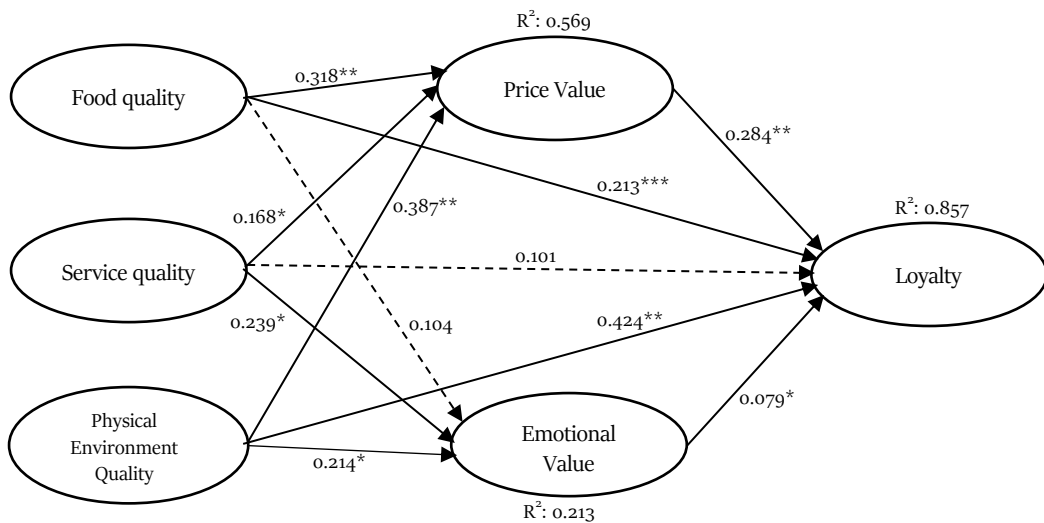 R²: 0.569
Food quality
0.318**
Price Value
0.284**
0.213***
0.168*
0.387**
R²: 0.857
Service quality
0.101
Loyalty
0.239*
0.104
0.424**
0.079*
Physical
Environment
Quality
0.214*
Emotional
Value
R²: 0.213